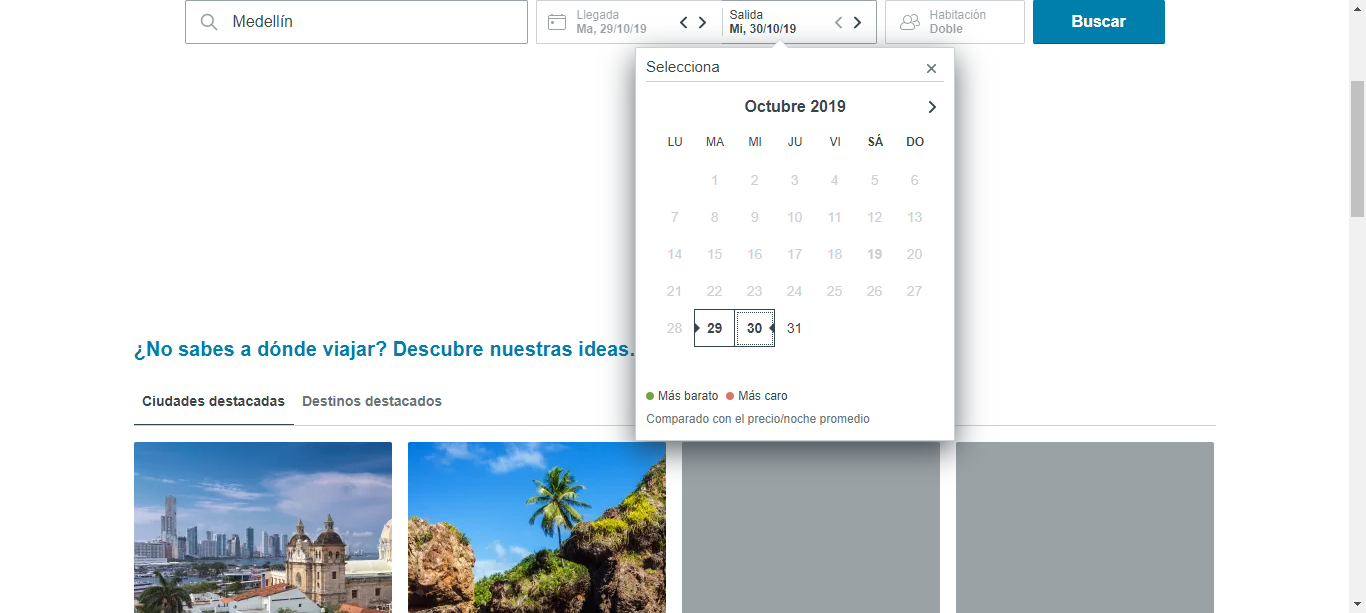 Medellín
Llegada
Ma, 29/10/19
Salida
Mi, 30/10/19
Habitación
Doble
Buscar
Selecciona
Octubre 2019
LU MA MI JU VI SÁ DO
1 2 3 4 5 6
7 8 9 10 11 12 13
14 15 16 17 18 19 20
21 22 23 24 25 26 27
28 29 30 31
Más barato Más caro
Comparado con el precio/noche promedio
¿No sabes a dónde viajar? Descubre nuestras ideas.
Ciudades destacadas Destinos destacados